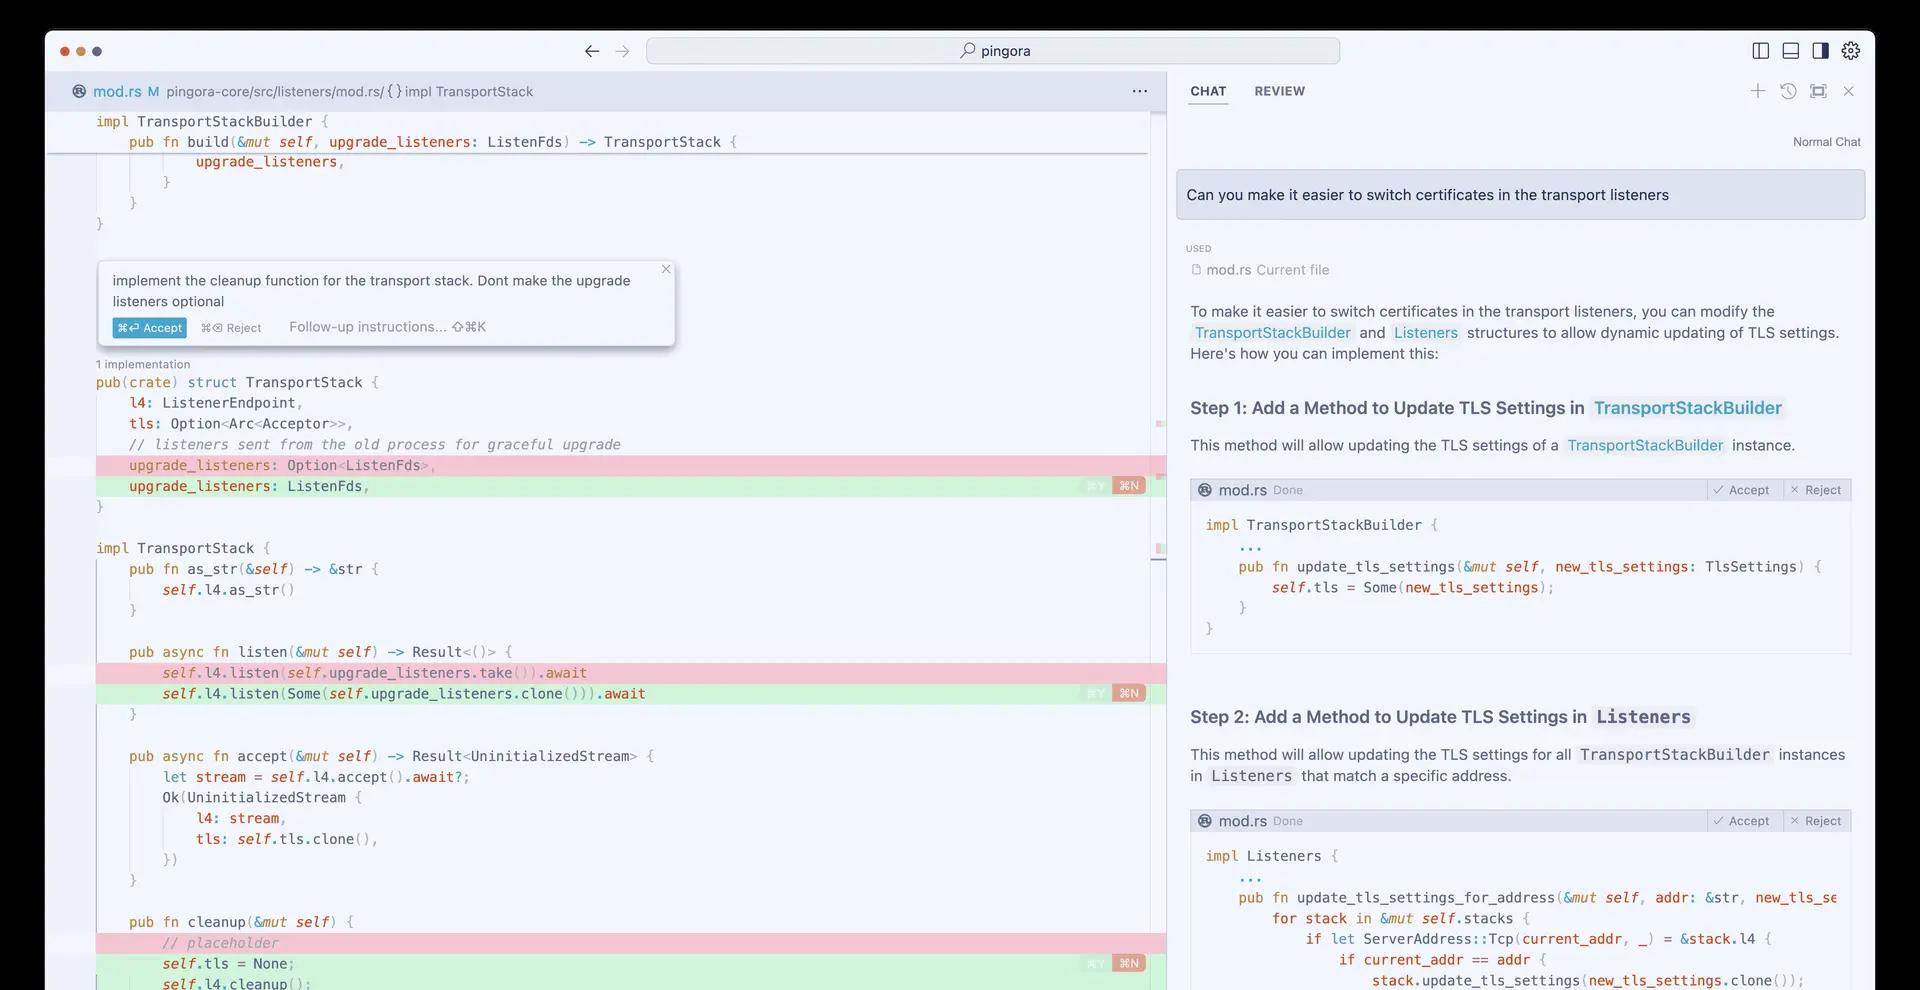 pingora
mod.rs M pingora-core/src/listeners/mod.rs/{} impl TransportStack
impl TransportStackBuilder {
pub fn build(&mut self, upgrade_listeners: ListenFds) -> TransportStack {
upgrade_listeners,
}
}
}
implement the cleanup function for the transport stack. Dont make the upgrade
listeners optional
⌘⏎ Accept ⌘⌫ Reject Follow-up instructions... ⇧⌘K
1 implementation
pub(crate) struct TransportStack {
l4: ListenerEndpoint,
tls: Option<Arc<Acceptor>>,
// listeners sent from the old process for graceful upgrade
upgrade_listeners: Option<ListenFds>,
upgrade_listeners: ListenFds, ⌘Y ⌘N
}
impl TransportStack {
pub fn as_str(&self) -> &str {
self.l4.as_str()
}
pub async fn listen(&mut self) -> Result<()> {
self.l4.listen(self.upgrade_listeners.take()).await
self.l4.listen(Some(self.upgrade_listeners.clone())).await ⌘Y ⌘N
}
pub async fn accept(&mut self) -> Result<UninitializedStream> {
let stream = self.l4.accept().await?;
Ok(UninitializedStream {
l4: stream,
tls: self.tls.clone(),
})
}
pub fn cleanup(&mut self) {
// placeholder
self.tls = None; ⌘Y ⌘N
self.l4.cleanup();
CHAT REVIEW
Normal Chat
Can you make it easier to switch certificates in the transport listeners
USED
mod.rs Current file
To make it easier to switch certificates in the transport listeners, you can modify the
TransportStackBuilder and Listeners structures to allow dynamic updating of TLS settings.
Here's how you can implement this:
Step 1: Add a Method to Update TLS Settings in TransportStackBuilder
This method will allow updating the TLS settings of a TransportStackBuilder instance.
mod.rs Done Accept Reject
impl TransportStackBuilder {
...
pub fn update_tls_settings(&mut self, new_tls_settings: TlsSettings) {
self.tls = Some(new_tls_settings);
}
}
Step 2: Add a Method to Update TLS Settings in Listeners
This method will allow updating the TLS settings for all TransportStackBuilder instances
in Listeners that match a specific address.
mod.rs Done Accept Reject
impl Listeners {
...
pub fn update_tls_settings_for_address(&mut self, addr: &str, new_tls_se
for stack in &mut self.stacks {
if let ServerAddress::Tcp(current_addr, _) = &stack.l4 {
if current_addr == addr {
stack.update_tls_settings(new_tls_settings.clone());